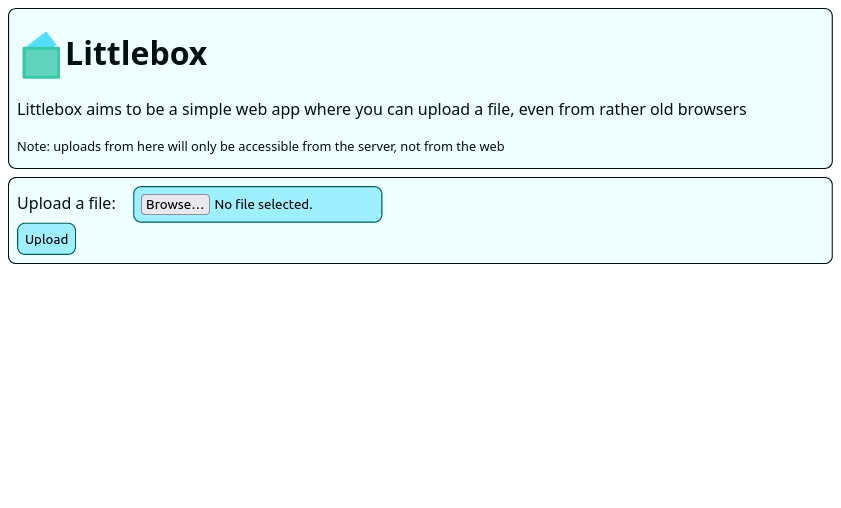 Littlebox
Littlebox aims to be a simple web app where you can upload a file, even from rather old browsers
Note: uploads from here will only be accessible from the server, not from the web
Upload a file: Browse... No file selected.
Upload